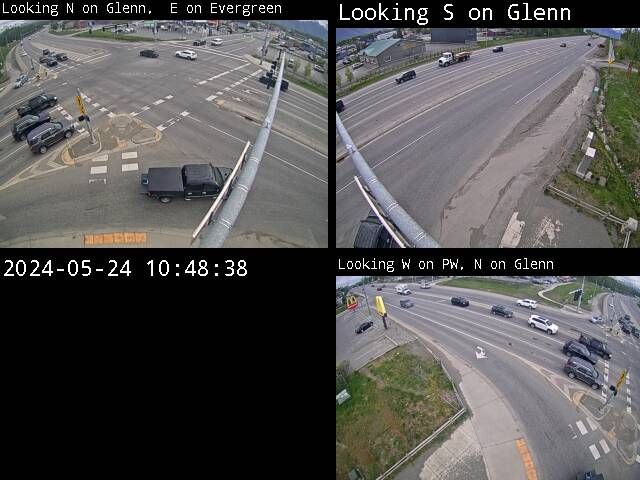 Looking N on Glenn, E on Evergreen
Looking S on Glenn
2024-05-24 10:48:38
Looking W on PW, N on Glenn